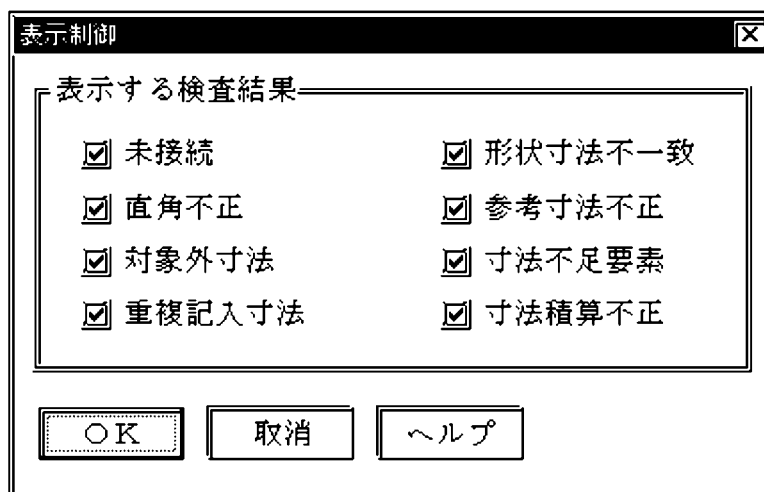 表示制御
表示する検査結果
未接続 形状寸法不一致
直角不正 参考寸法不正
対象外寸法 寸法不足要素
重複記入寸法 寸法積算不正
OK 取消 ヘルプ